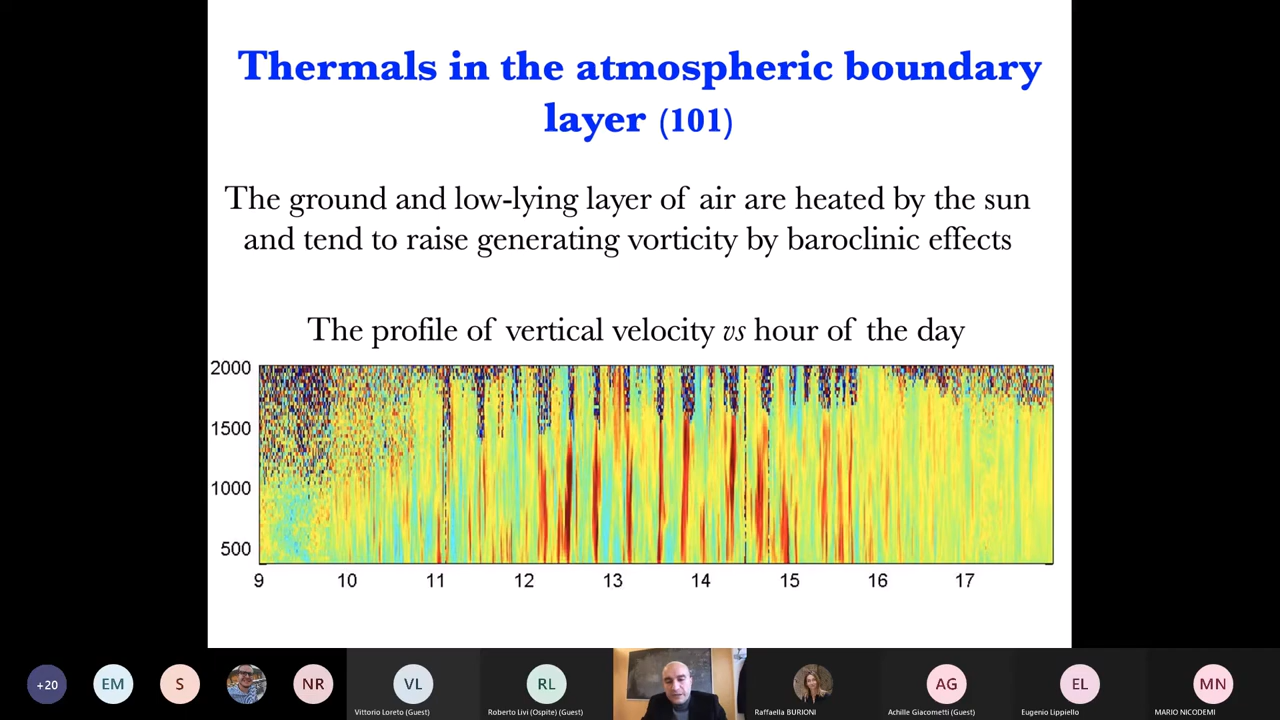 Thermals in the atmospheric boundary
layer (101)
The ground and low-lying layer of air are heated by the sun
and tend to raise generating vorticity by baroclinic effects
The profile of vertical velocity vs hour of the day
2000
1500
1000
500
9 10 11 12 13 14 15 16 17
+20 EM S NR VL RL AG EL MN
Vittorio Loreto (Guest) Roberto Livi (Ospite) (Guest) Raffaella BURIONI Achille Giacometti (Guest) Eugenio Lippiello MARIO NICODEMI